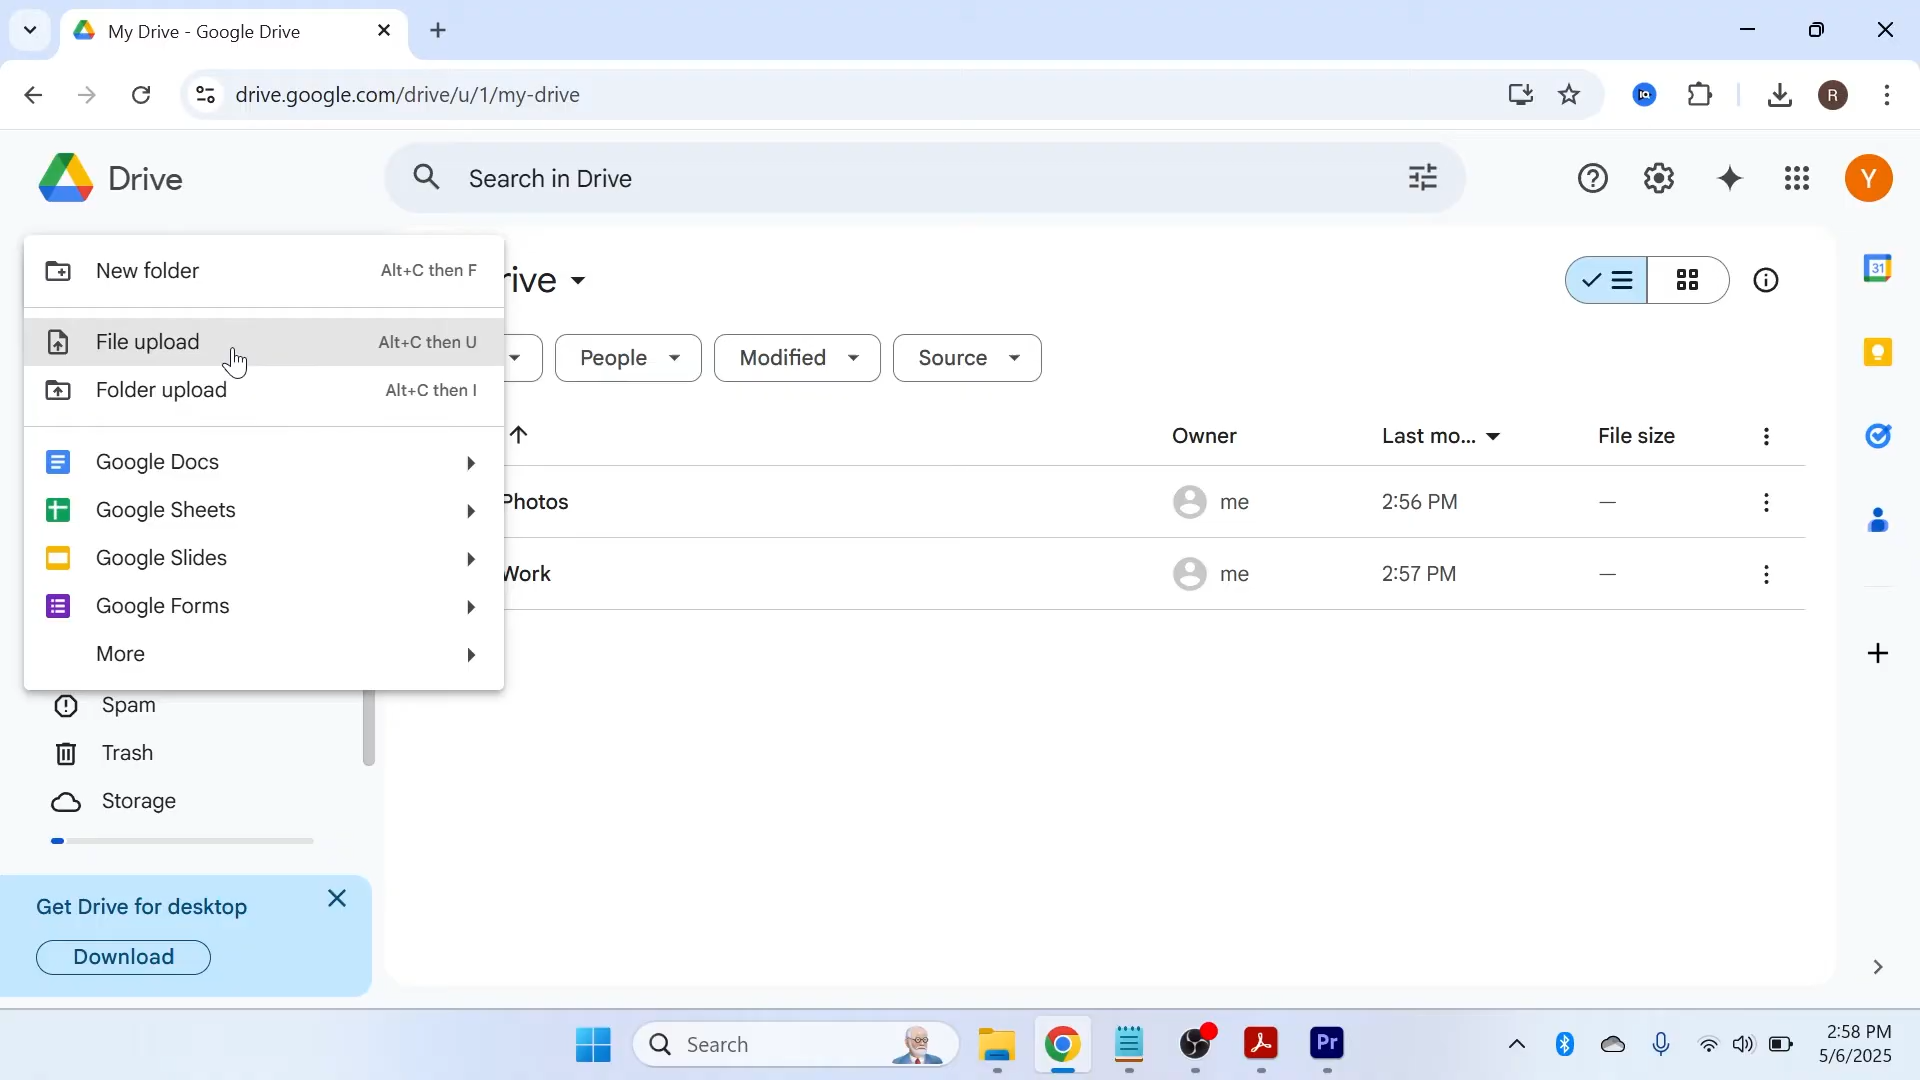 My Drive - Google Drive
drive.google.com/drive/u/1/my-drive
R
Drive
Search in Drive
Y
New folder Alt+C then F
File upload Alt+C then U
Folder upload Alt+C then I
Google Docs
Google Sheets
Google Slides
Google Forms
More
rive
People
Modified
Source
Owner
Last mo...
File size
Photos
me
2:56 PM
—
Work
me
2:57 PM
—
31
Spam
Trash
Storage
Get Drive for desktop
Download
Search
Pr
2:58 PM
5/6/2025